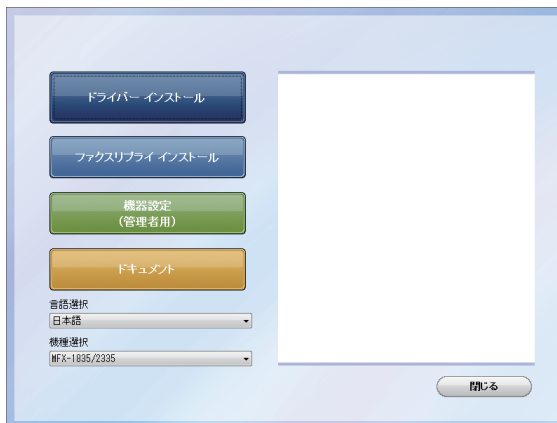 ドライバー インストール
ファクスリプライ インストール
機器設定
(管理者用)
ドキュメント
言語選択
日本語
機種選択
MFX-1835/2335
閉じる